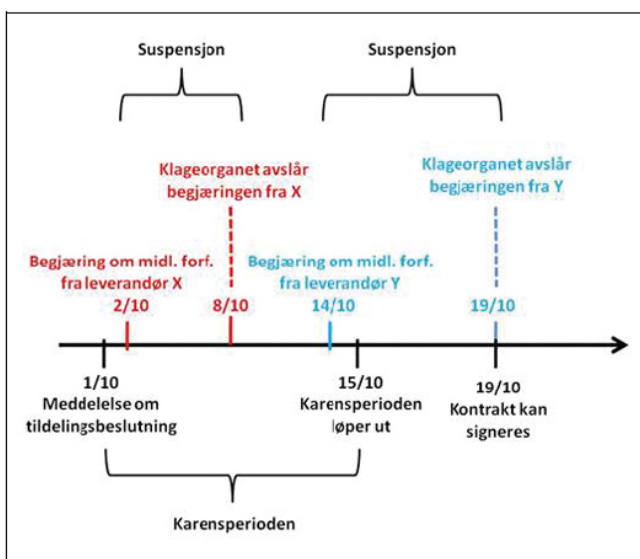 Suspensjon
Suspensjon
Klageorganet avslår
begjæringen fra X
Klageorganet avslår
begjæringen fra Y
Begjæring om midl. forf.
fra leverandør X
Begjæring om midl. forf.
fra leverandør Y
2/10
8/10
14/10
19/10
1/10
Meddelelse om
tildelingsbeslutning
15/10
Karensperioden
løper ut
19/10
Kontrakt kan
signeres
Karensperioden